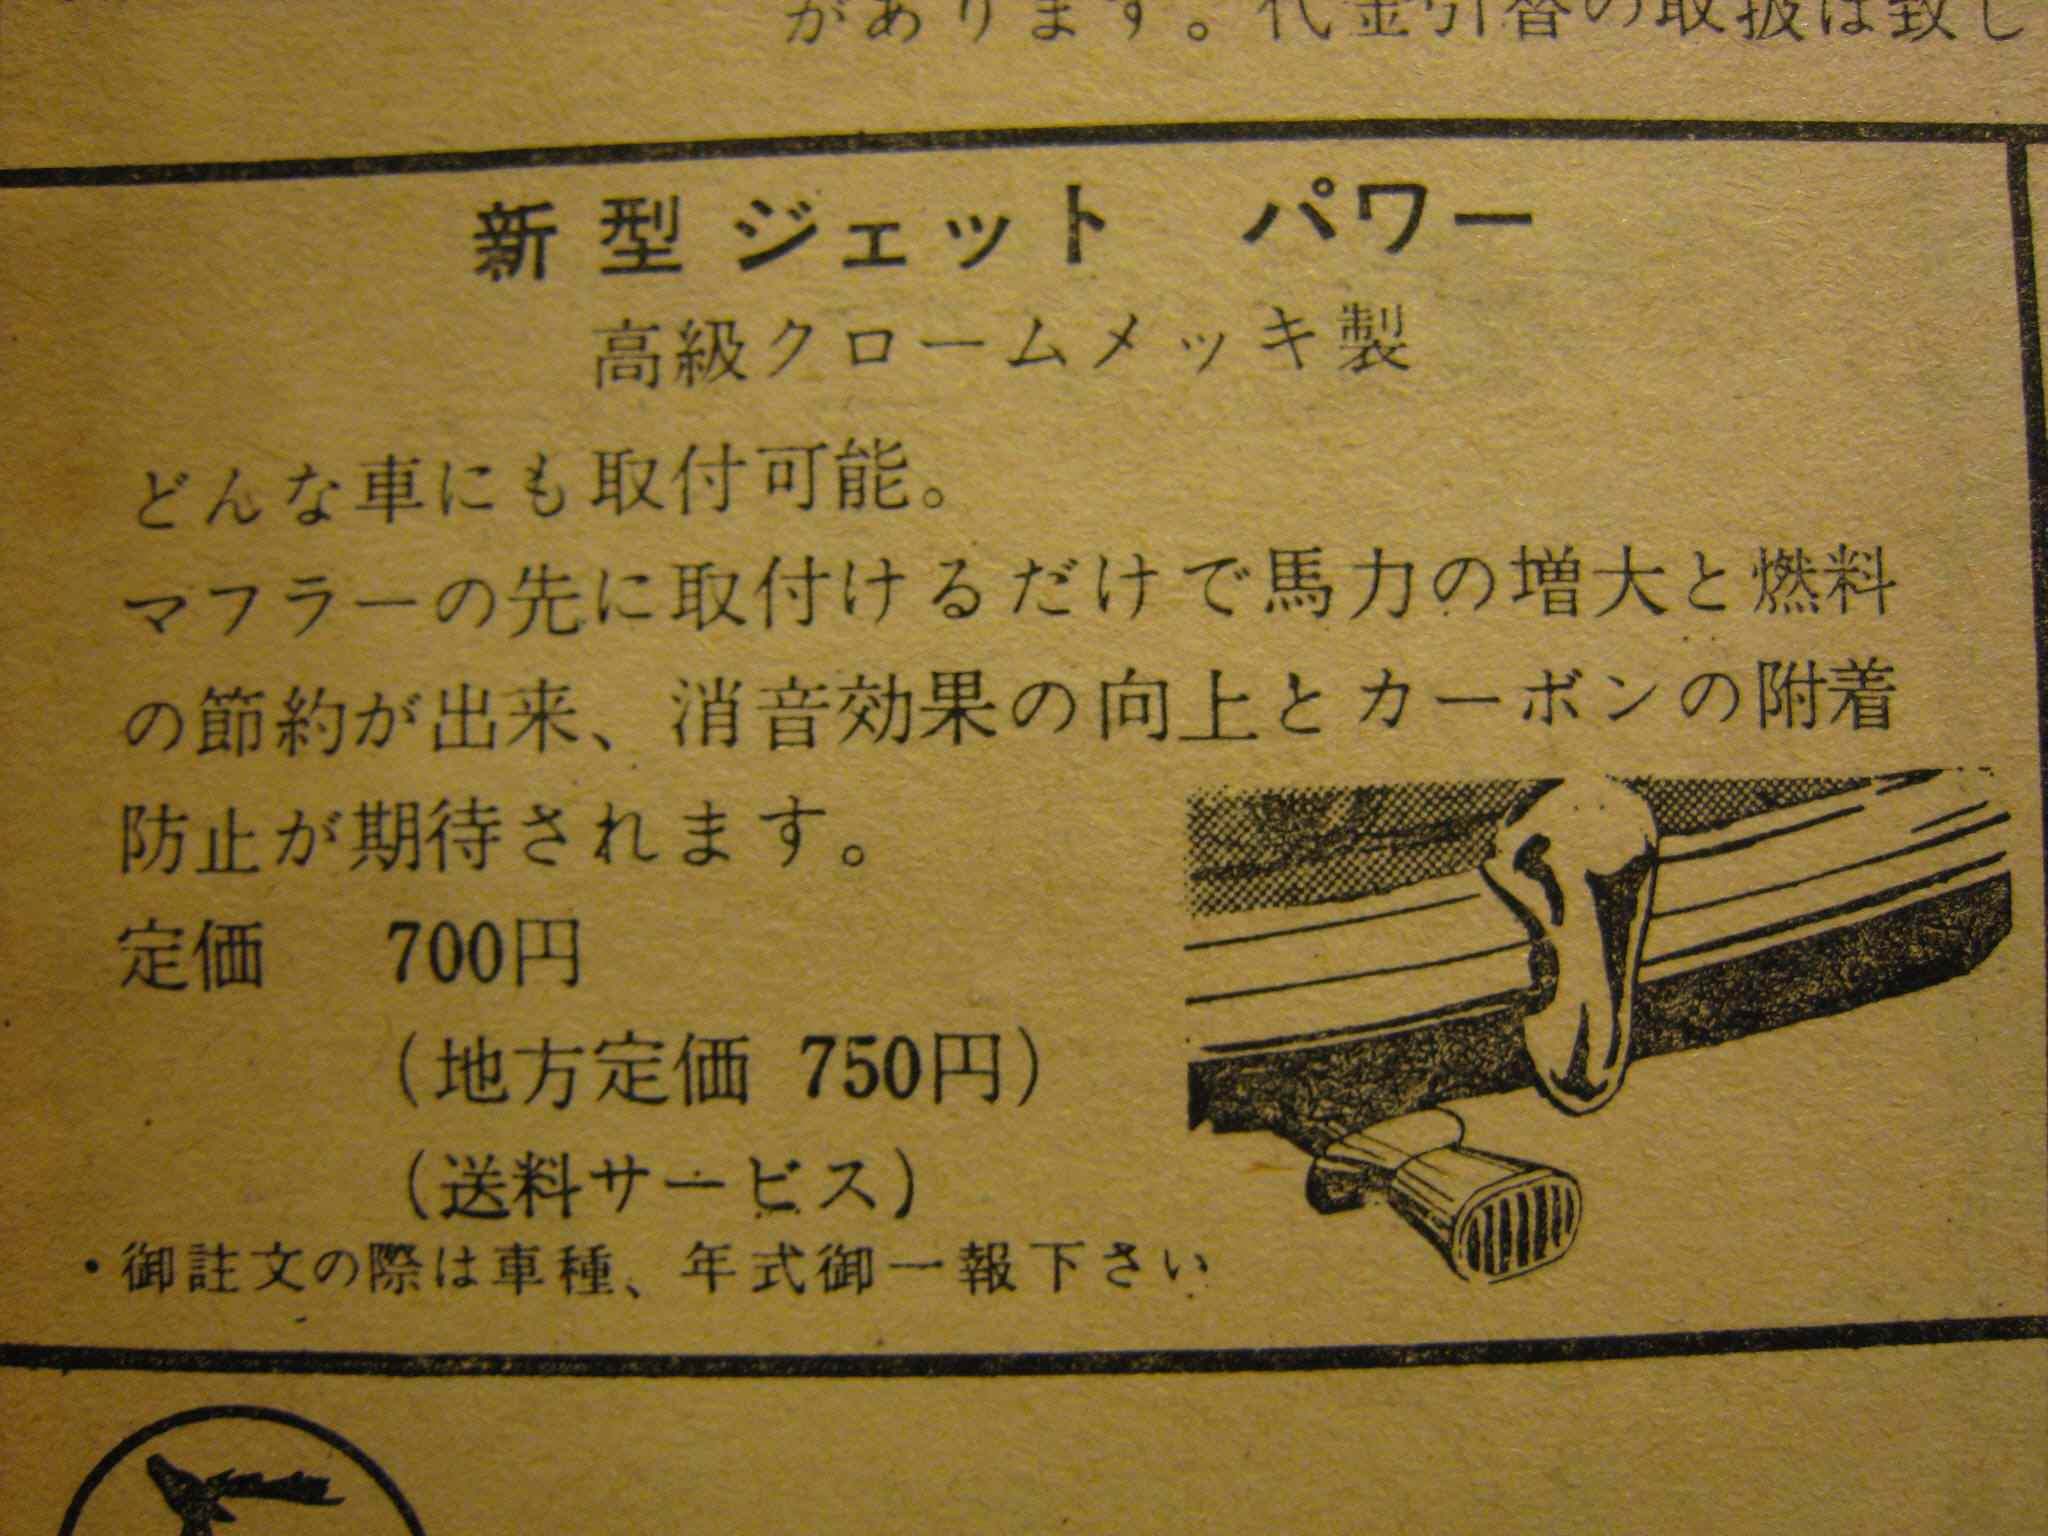 があります。代金引替の取扱は致し
新型ジェット パワー
高級クロームメッキ製
どんな車にも取付可能。
マフラーの先に取付けるだけで馬力の増大と燃料
の節約が出来、消音効果の向上とカーボンの附着
防止が期待されます。
定価 700円
(地方定価 750円)
(送料サービス)
・御註文の際は車種、年式御一報下さい